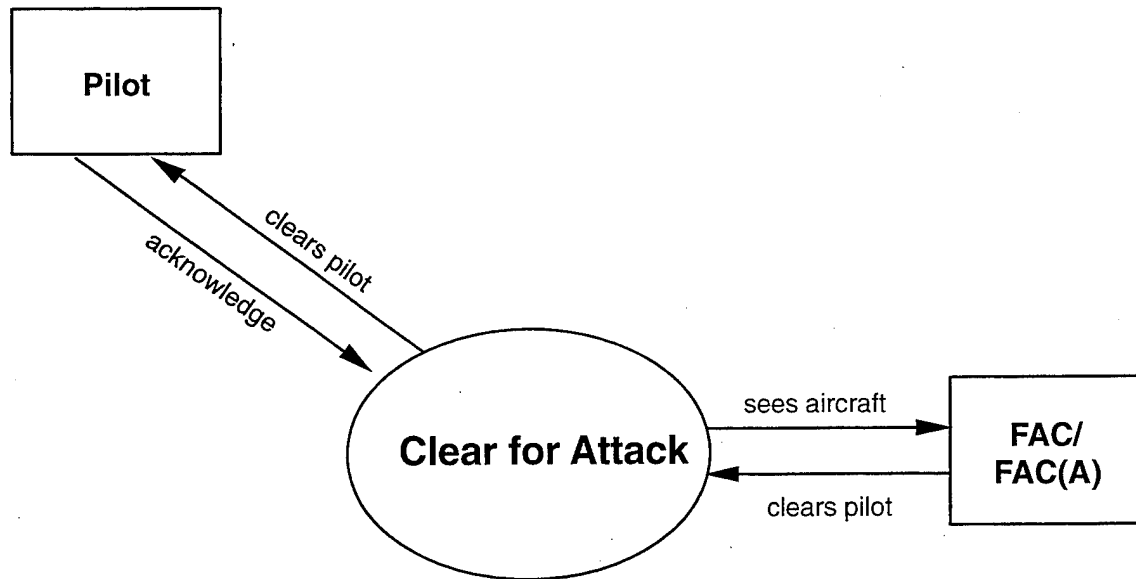 Pilot
clears pilot
acknowledge
sees aircraft
Clear for Attack
FAC/
FAC(A)
clears pilot